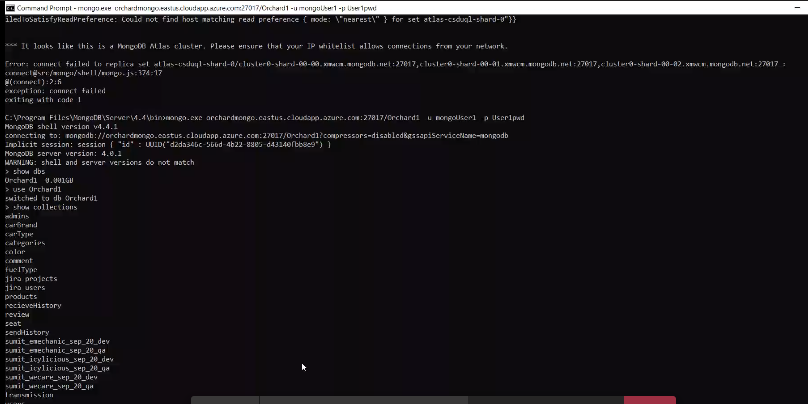 Command Prompt - mongo.exe orchardmongo.eastus.cloudapp.azure.com:27017/Orchard1 -u mongoUser1 -p User1pwd
iledToSatisfyReadPreference: Could not find host matching read preference { mode: \"nearest\" } for set atlas-csduql-shard-0"}}
*** It looks like this is a MongoDB Atlas cluster. Please ensure that your IP whitelist allows connections from your network.
Error: connect failed to replica set atlas-csduql-shard-0/cluster0-shard-00-00.xmwcm.mongodb.net:27017,cluster0-shard-00-01.xmwcm.mongodb.net:27017,cluster0-shard-00-02.xmwcm.mongodb.net:27017 :
connect@src/mongo/shell/mongo.js:374:17
@(connect):2:6
exception: connect failed
exiting with code 1
C:\Program Files\MongoDB\Server\4.4\bin>mongo.exe orchardmongo.eastus.cloudapp.azure.com:27017/Orchard1 -u mongoUser1 -p User1pwd
MongoDB shell version v4.4.1
connecting to: mongodb://orchardmongo.eastus.cloudapp.azure.com:27017/Orchard1?compressors=disabled&gssapiServiceName=mongodb
Implicit session: session { "id" : UUID("d2da346c-566d-4b22-8805-d43140fbb8e9") }
MongoDB server version: 4.0.1
WARNING: shell and server versions do not match
> show dbs
Orchard1 0.001GB
> use Orchard1
switched to db Orchard1
> show collections
admins
carBrand
carType
categories
color
comment
fuelType
jira projects
jira users
products
recieveHistory
review
seat
sendHistory
sumit_emechanic_sep_20_dev
sumit_emechanic_sep_20_qa
sumit_icylicious_sep_20_dev
sumit_icylicious_sep_20_qa
sumit_wecare_sep_20_dev
sumit_wecare_sep_20_qa
transmission